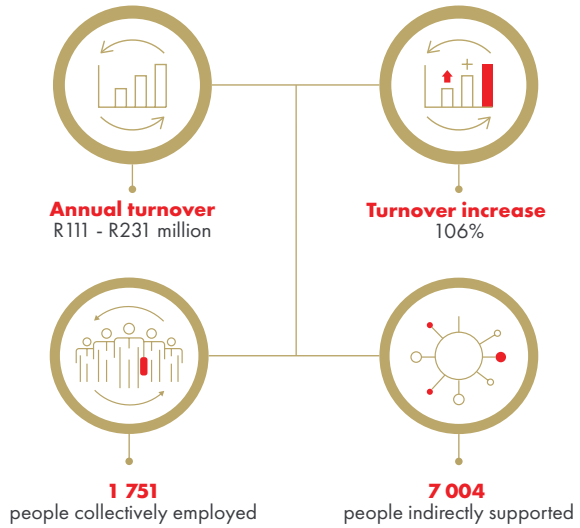 Annual turnover
R111 - R231 million
Turnover increase
106%
1 751
people collectively employed
7 004
people indirectly supported